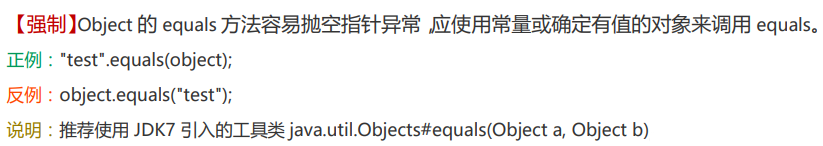 【强制】Object 的 equals 方法容易抛空指针异常,应使用常量或确定有值的对象来调用 equals。
正例:"test".equals(object);
反例:object.equals("test");
说明:推荐使用 JDK7 引入的工具类 java.util.Objects#equals(Object a, Object b)